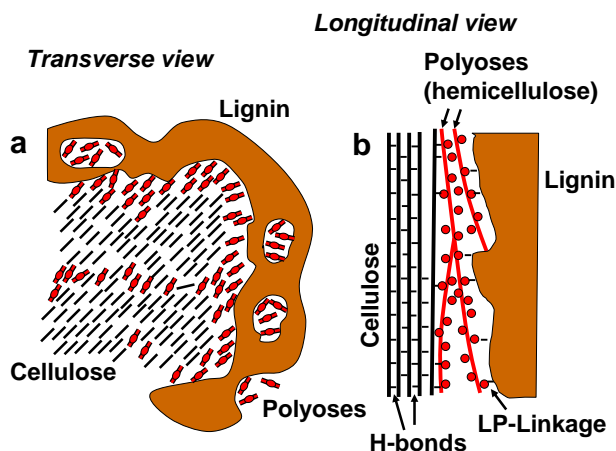 Longitudinal view
Transverse view
Polyoses
(hemicellulose)
Lignin
a
b
Lignin
Cellulose
Cellulose
Polyoses
LP-Linkage
H-bonds